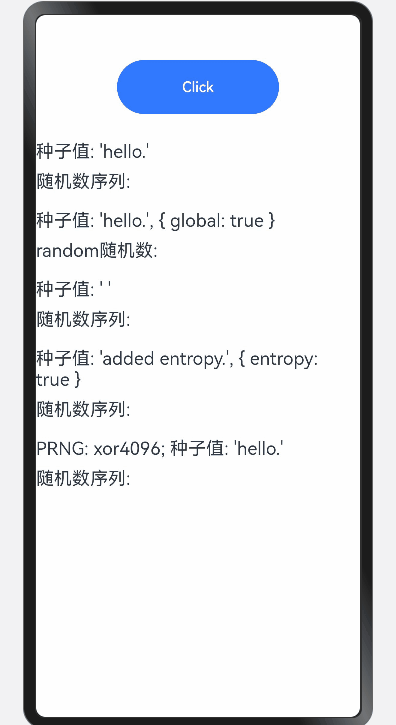 Click
种子值: 'hello.'
随机数序列:
种子值: 'hello.', { global: true }
random随机数:
种子值: ' '
随机数序列:
种子值: 'added entropy.', { entropy:
true }
随机数序列:
PRNG: xor4096; 种子值: 'hello.'
随机数序列: